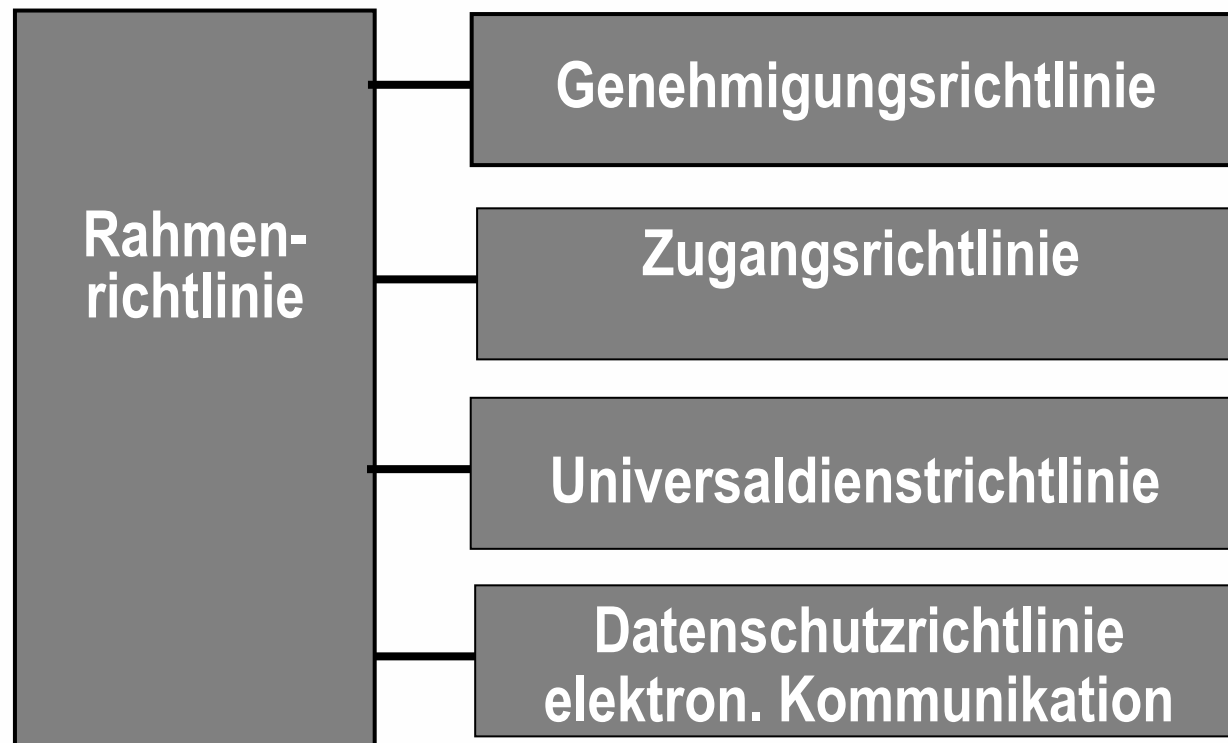 Rahmen-
richtlinie
Genehmigungsrichtlinie
Zugangsrichtlinie
Universaldienstrichtlinie
Datenschutzrichtlinie
elektron. Kommunikation